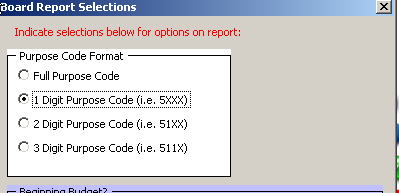 Board Report Selections
Indicate selections below for options on report:
Purpose Code Format
Full Purpose Code
1 Digit Purpose Code (i.e. 5XXX)
2 Digit Purpose Code (i.e. 51XX)
3 Digit Purpose Code (i.e. 511X)
Beginning Budget?